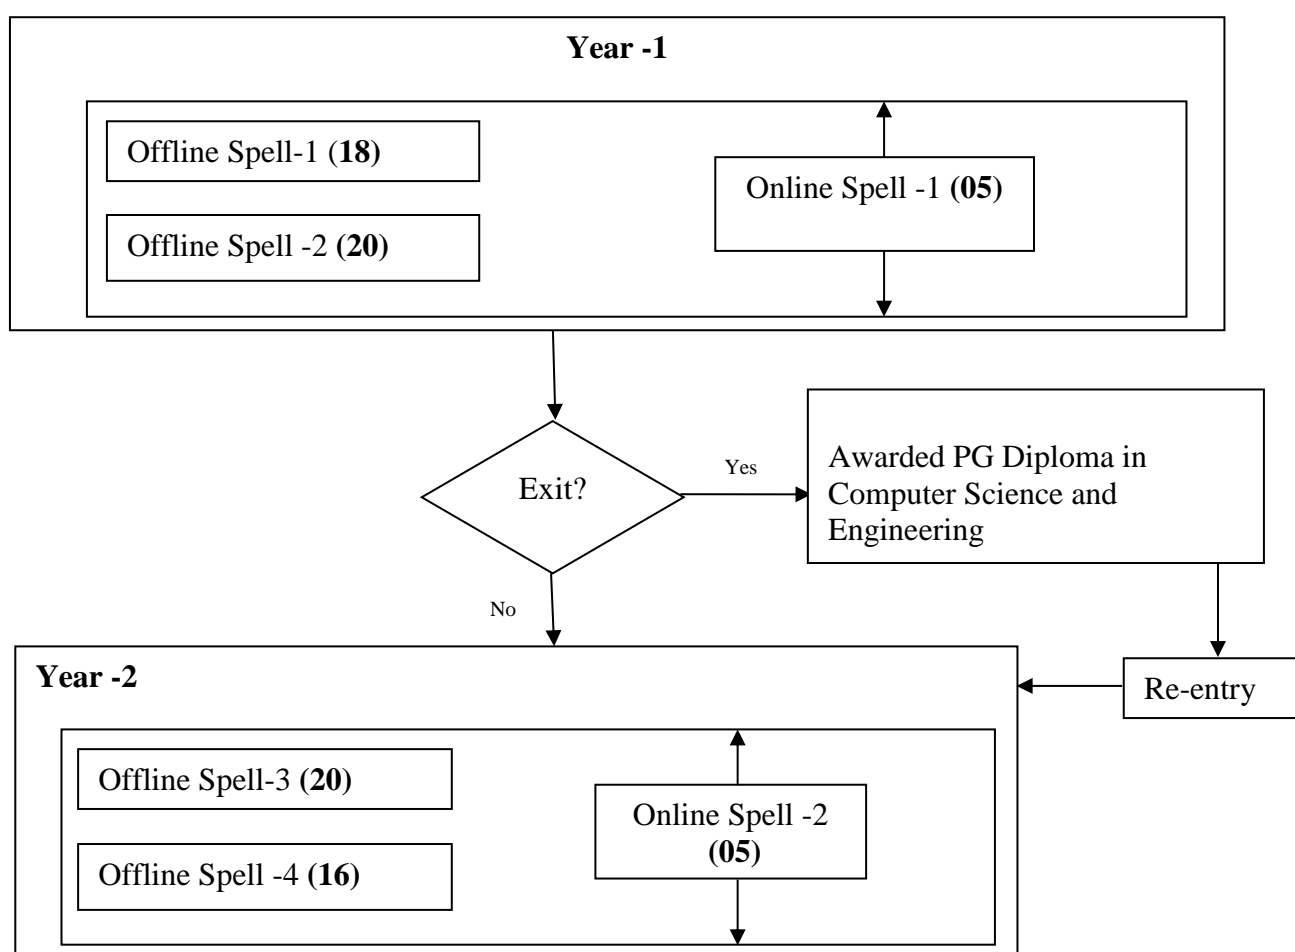 Year -1
Offline Spell-1 (18)
Online Spell -1 (05)
Offline Spell -2 (20)
Exit?
Yes
Awarded PG Diploma in
Computer Science and
Engineering
No
Re-entry
Year -2
Offline Spell-3 (20)
Online Spell -2
(05)
Offline Spell -4 (16)